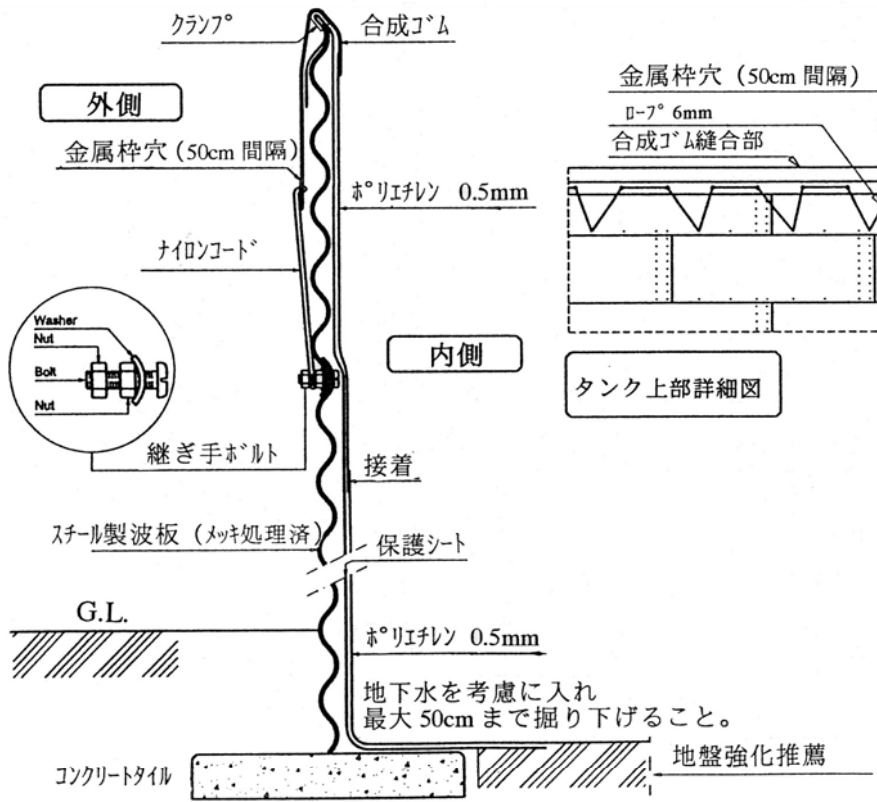 クランプ
合成ゴム
外側
金属枠穴（50cm 間隔）
ポリエチレン 0.5mm
ナイロンコード
Washer
Nut
Bolt
Nut
継ぎ手ボルト
内側
接着
スチール製波板（メッキ処理済）
保護シート
G.L.
ポリエチレン 0.5mm
地下水を考慮に入れ
最大 50cm まで掘り下げること。
コンクリートタイル
地盤強化推薦
金属枠穴（50cm 間隔）
ロープ 6mm
合成ゴム縫合部
タンク上部詳細図